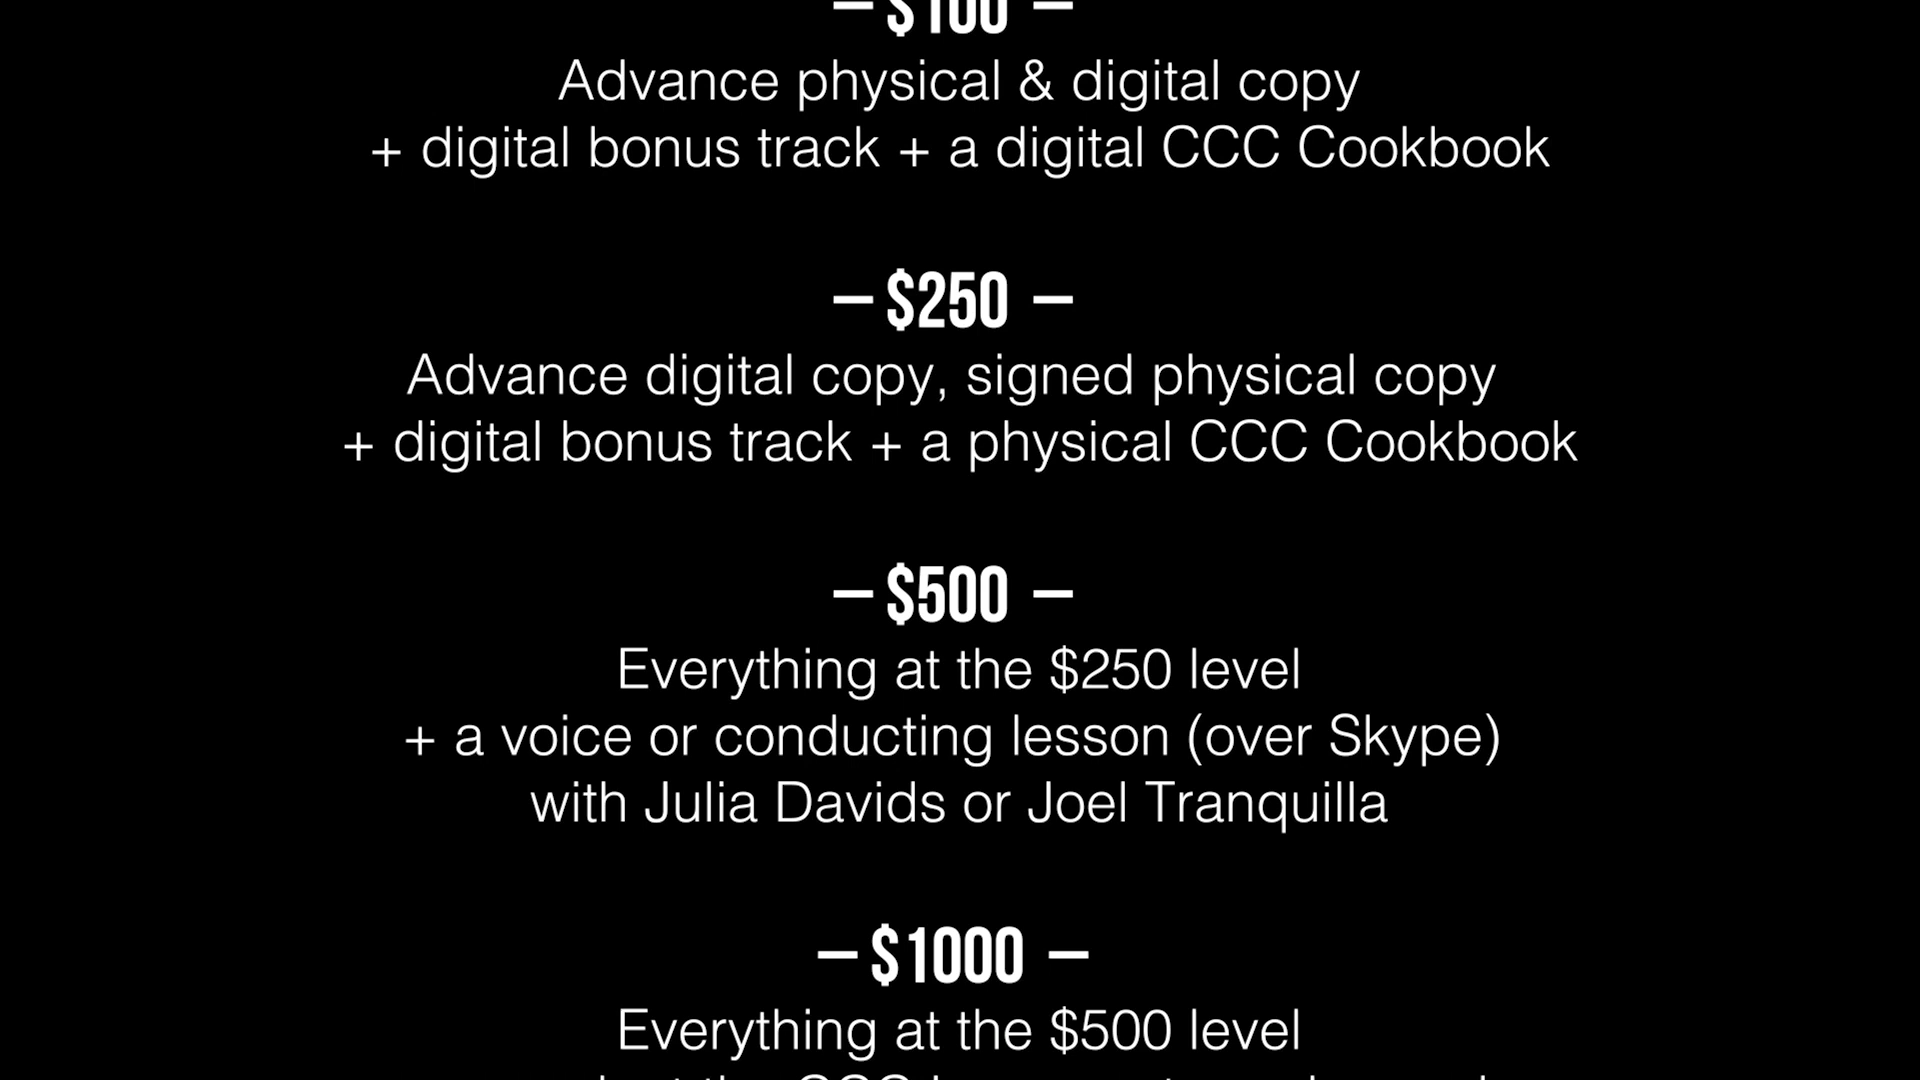 – $100 –
Advance physical & digital copy
+ digital bonus track + a digital CCC Cookbook
– $250 –
Advance digital copy, signed physical copy
+ digital bonus track + a physical CCC Cookbook
– $500 –
Everything at the $250 level
+ a voice or conducting lesson (over Skype)
with Julia Davids or Joel Tranquilla
– $1000 –
Everything at the $500 level
CCC